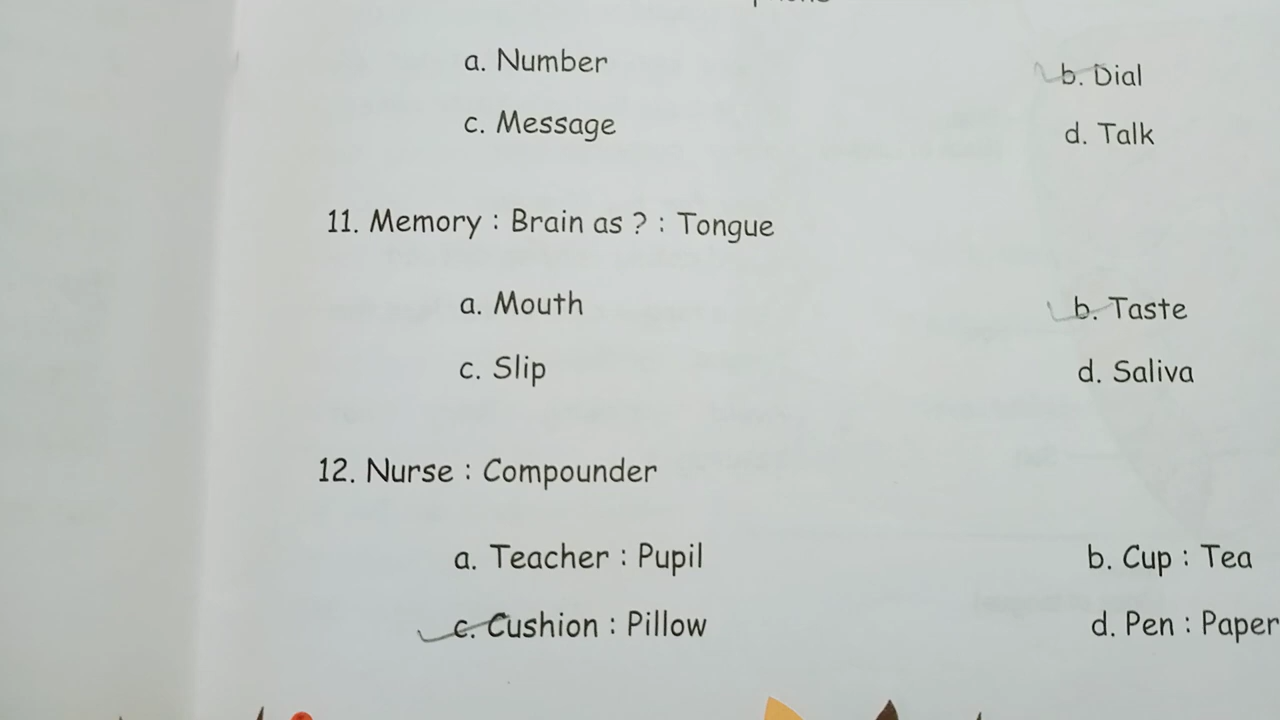 a. Number b. Dial
c. Message d. Talk
11. Memory : Brain as ? : Tongue
a. Mouth b. Taste
c. Slip d. Saliva
12. Nurse : Compounder
a. Teacher : Pupil b. Cup : Tea
c. Cushion : Pillow d. Pen : Paper